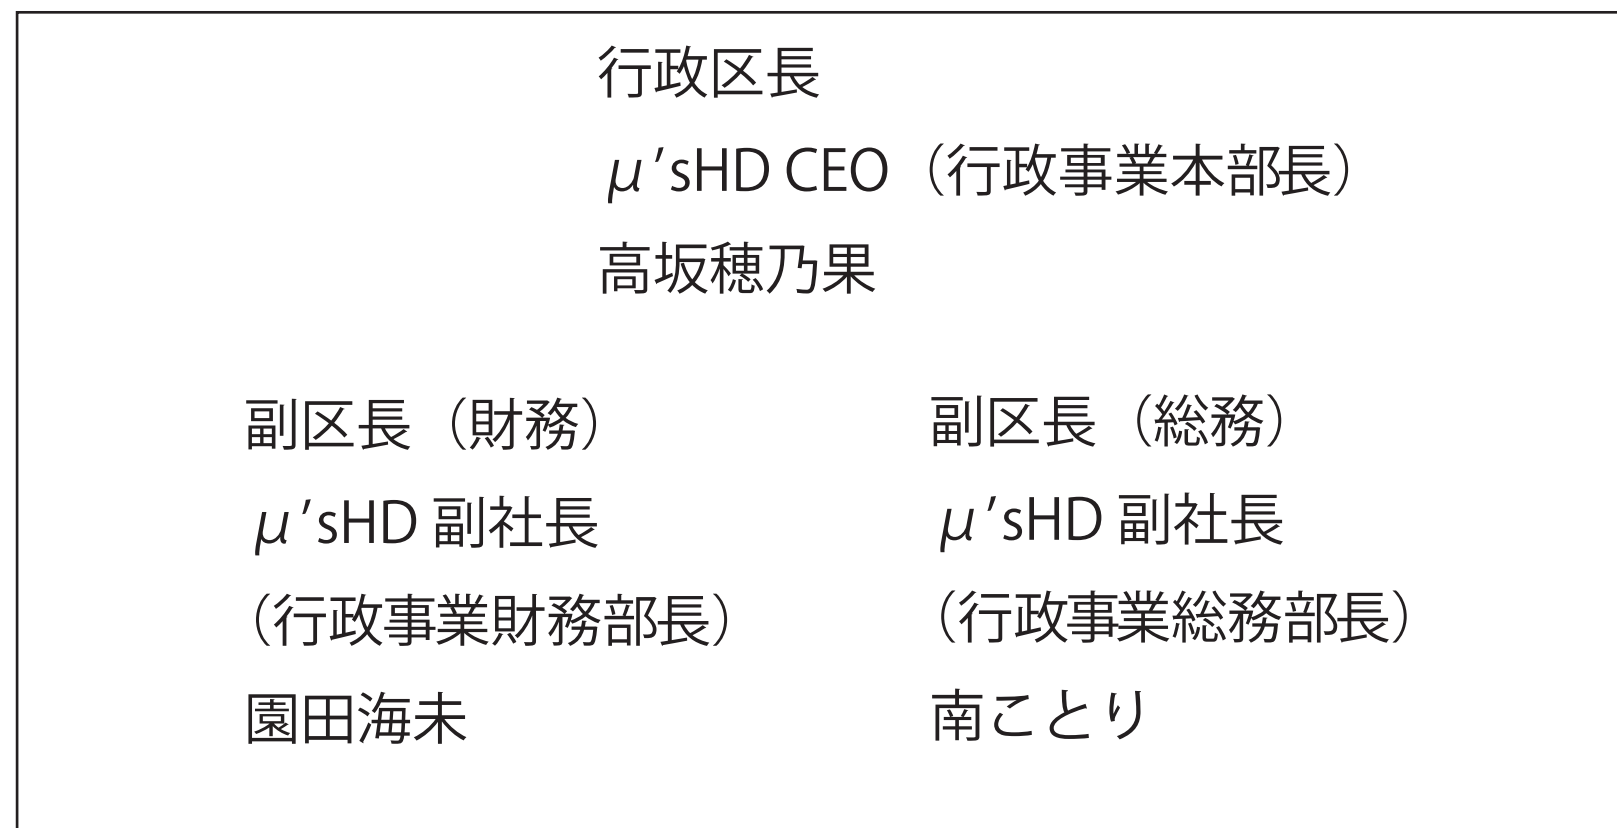 行政区長
μ'sHD CEO（行政事業本部長）
高坂穂乃果
副区長（財務）
μ'sHD 副社長
（行政事業財務部長）
園田海未
副区長（総務）
μ'sHD 副社長
（行政事業総務部長）
南ことり